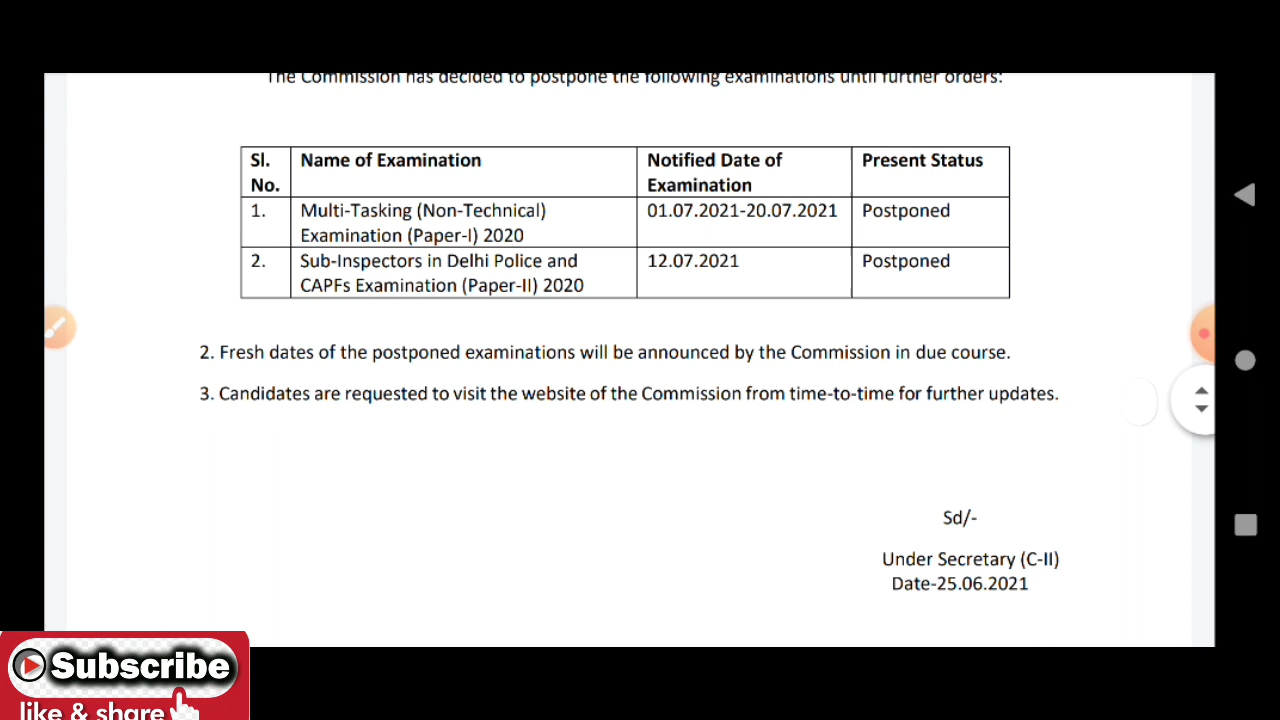 The Commission has decided to postpone the following examinations until further orders:
Sl. No. Name of Examination Notified Date of Examination Present Status
1. Multi-Tasking (Non-Technical) Examination (Paper-I) 2020 01.07.2021-20.07.2021 Postponed
2. Sub-Inspectors in Delhi Police and CAPFs Examination (Paper-II) 2020 12.07.2021 Postponed
2. Fresh dates of the postponed examinations will be announced by the Commission in due course.
3. Candidates are requested to visit the website of the Commission from time-to-time for further updates.
Sd/-
Under Secretary (C-II)
Date-25.06.2021
Subscribe
like & share